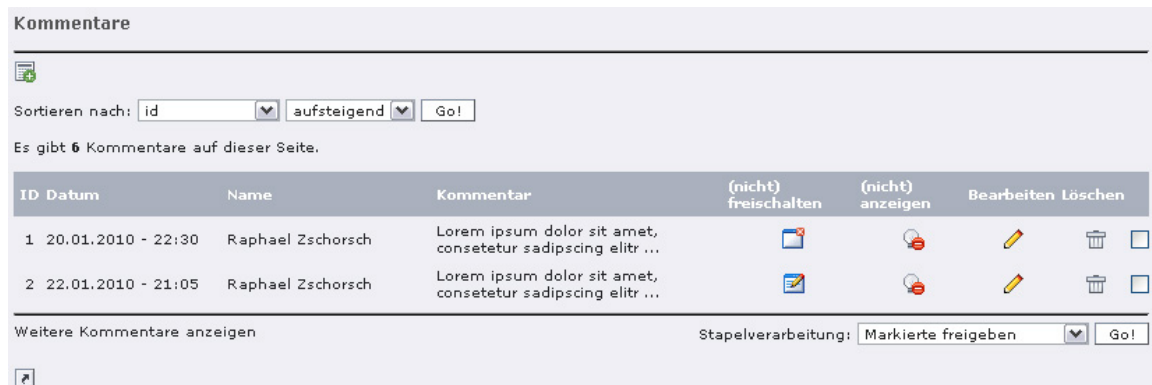 Kommentare
Sortieren nach: id aufsteigend Go!
Es gibt 6 Kommentare auf dieser Seite.
ID Datum Name Kommentar (nicht) freischalten (nicht) anzeigen Bearbeiten Löschen
1 20.01.2010 - 22:30 Raphael Zschorsch Lorem ipsum dolor sit amet,
consetetur sadipscing elitr ...
2 22.01.2010 - 21:05 Raphael Zschorsch Lorem ipsum dolor sit amet,
consetetur sadipscing elitr ...
Weitere Kommentare anzeigen Stapelverarbeitung: Markierte freigeben Go!